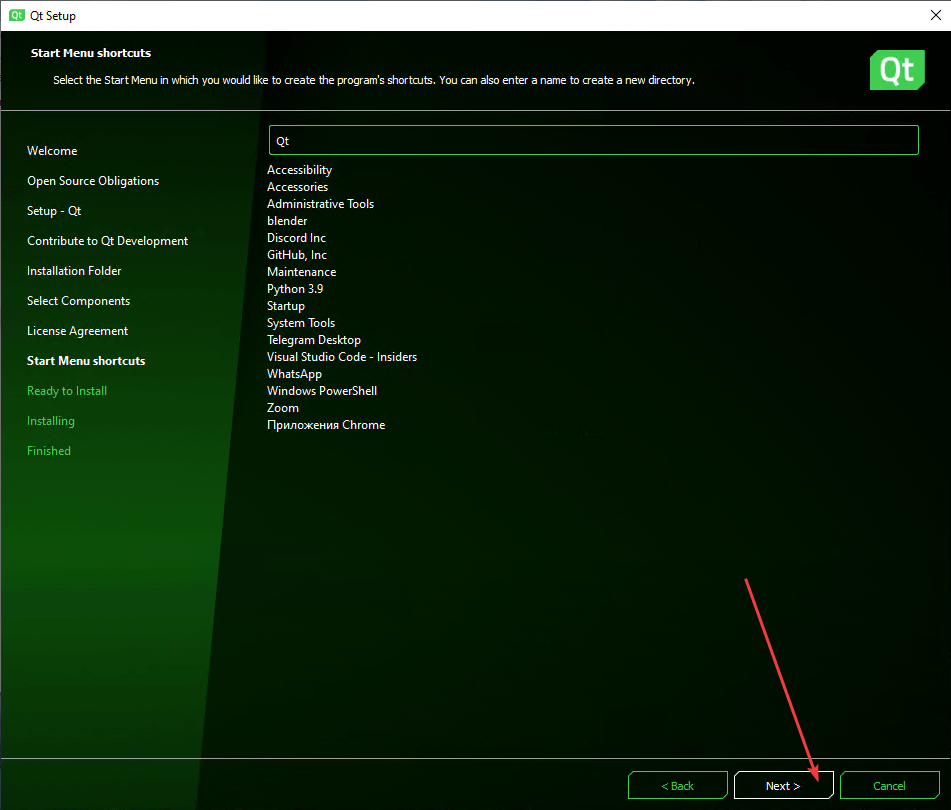 Qt Qt Setup
Start Menu shortcuts
Select the Start Menu in which you would like to create the program's shortcuts. You can also enter a name to create a new directory.
Qt
Welcome
Open Source Obligations
Setup - Qt
Contribute to Qt Development
Installation Folder
Select Components
License Agreement
Start Menu shortcuts
Ready to Install
Installing
Finished
Qt
Accessibility
Accessories
Administrative Tools
blender
Discord Inc
GitHub, Inc
Maintenance
Python 3.9
Startup
System Tools
Telegram Desktop
Visual Studio Code - Insiders
WhatsApp
Windows PowerShell
Zoom
Приложения Chrome
< Back Next > Cancel